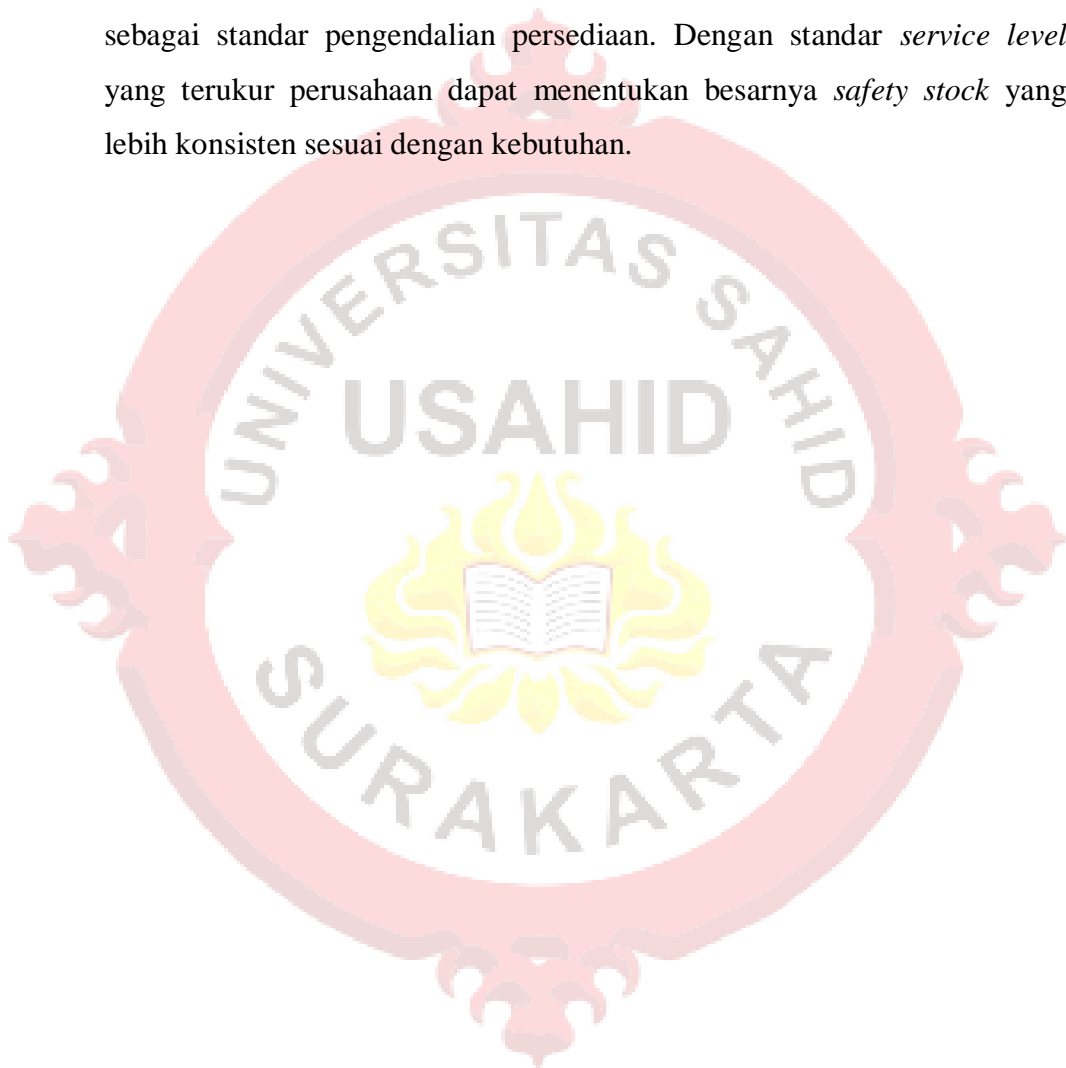 sebagai standar pengendalian persediaan. Dengan standar service level
yang terukur perusahaan dapat menentukan besarnya safety stock yang
lebih konsisten sesuai dengan kebutuhan.
UNIVERSITAS SAHID
USAHID
SURAKARTA